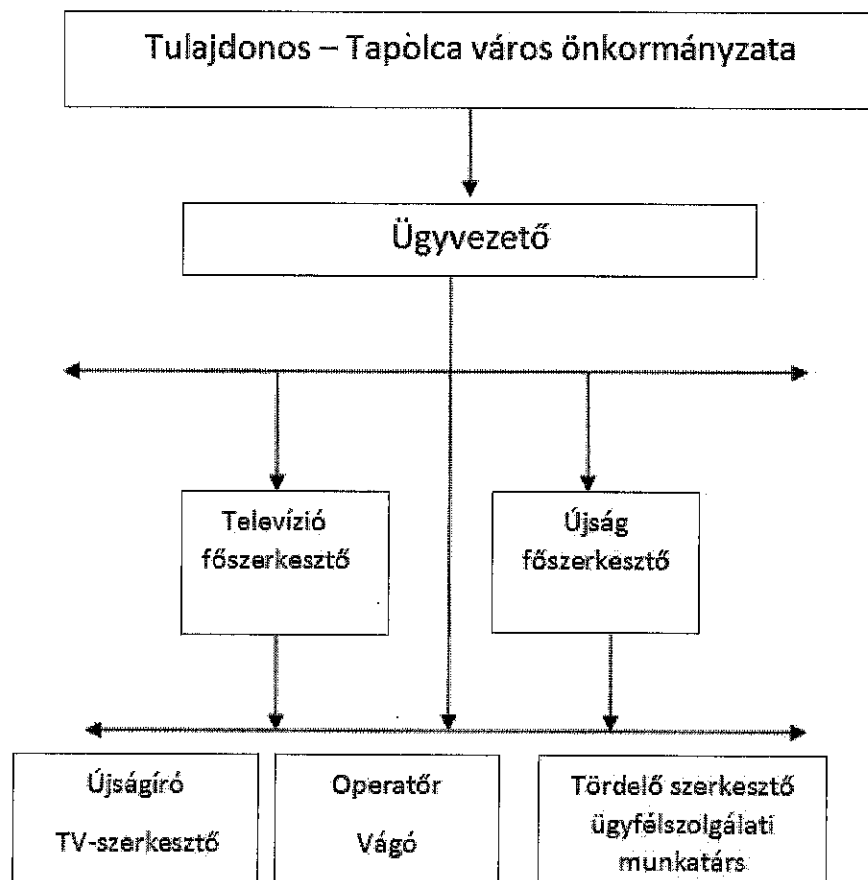 Tulajdonos – Tapolca város önkormányzata
Ügyvezető
Televízió
főszerkesztő
Újság
főszerkesztő
Újságíró
TV-szerkesztő
Operatőr
Vágó
Tördelő szerkesztő
ügyfélszolgálati
munkatárs